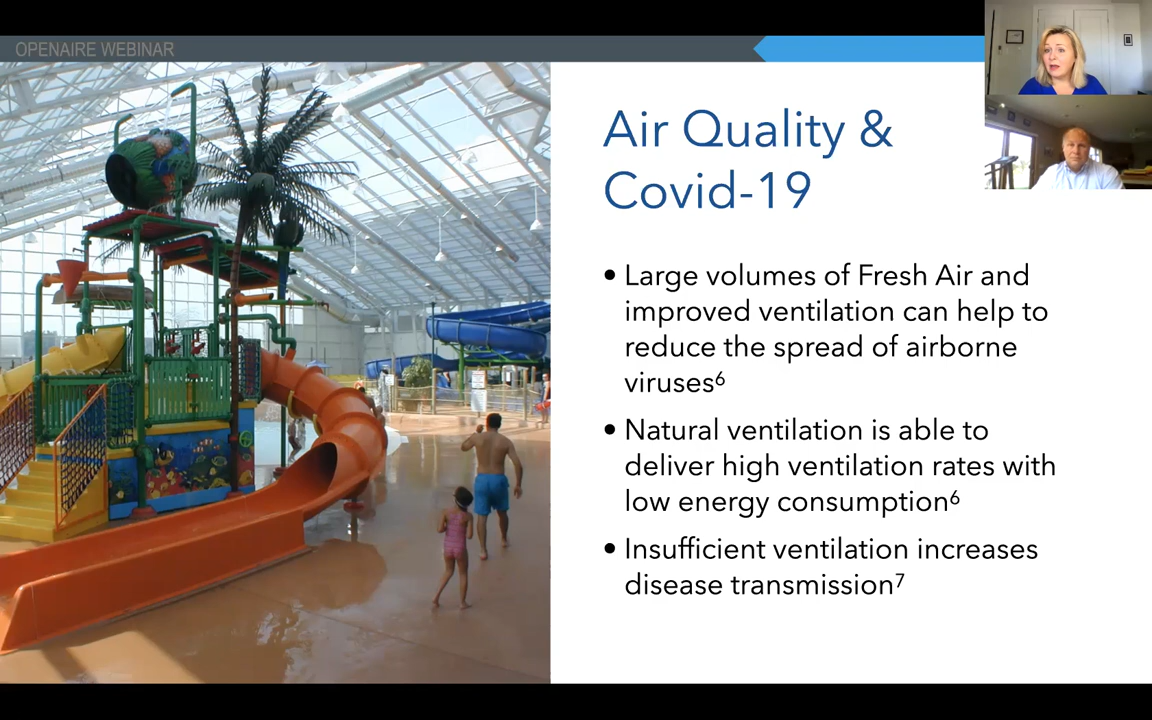 OPENAIRE WEBINAR
Air Quality &
Covid-19
• Large volumes of Fresh Air and
improved ventilation can help to
reduce the spread of airborne
viruses⁶
• Natural ventilation is able to
deliver high ventilation rates with
low energy consumption⁶
• Insufficient ventilation increases
disease transmission⁷